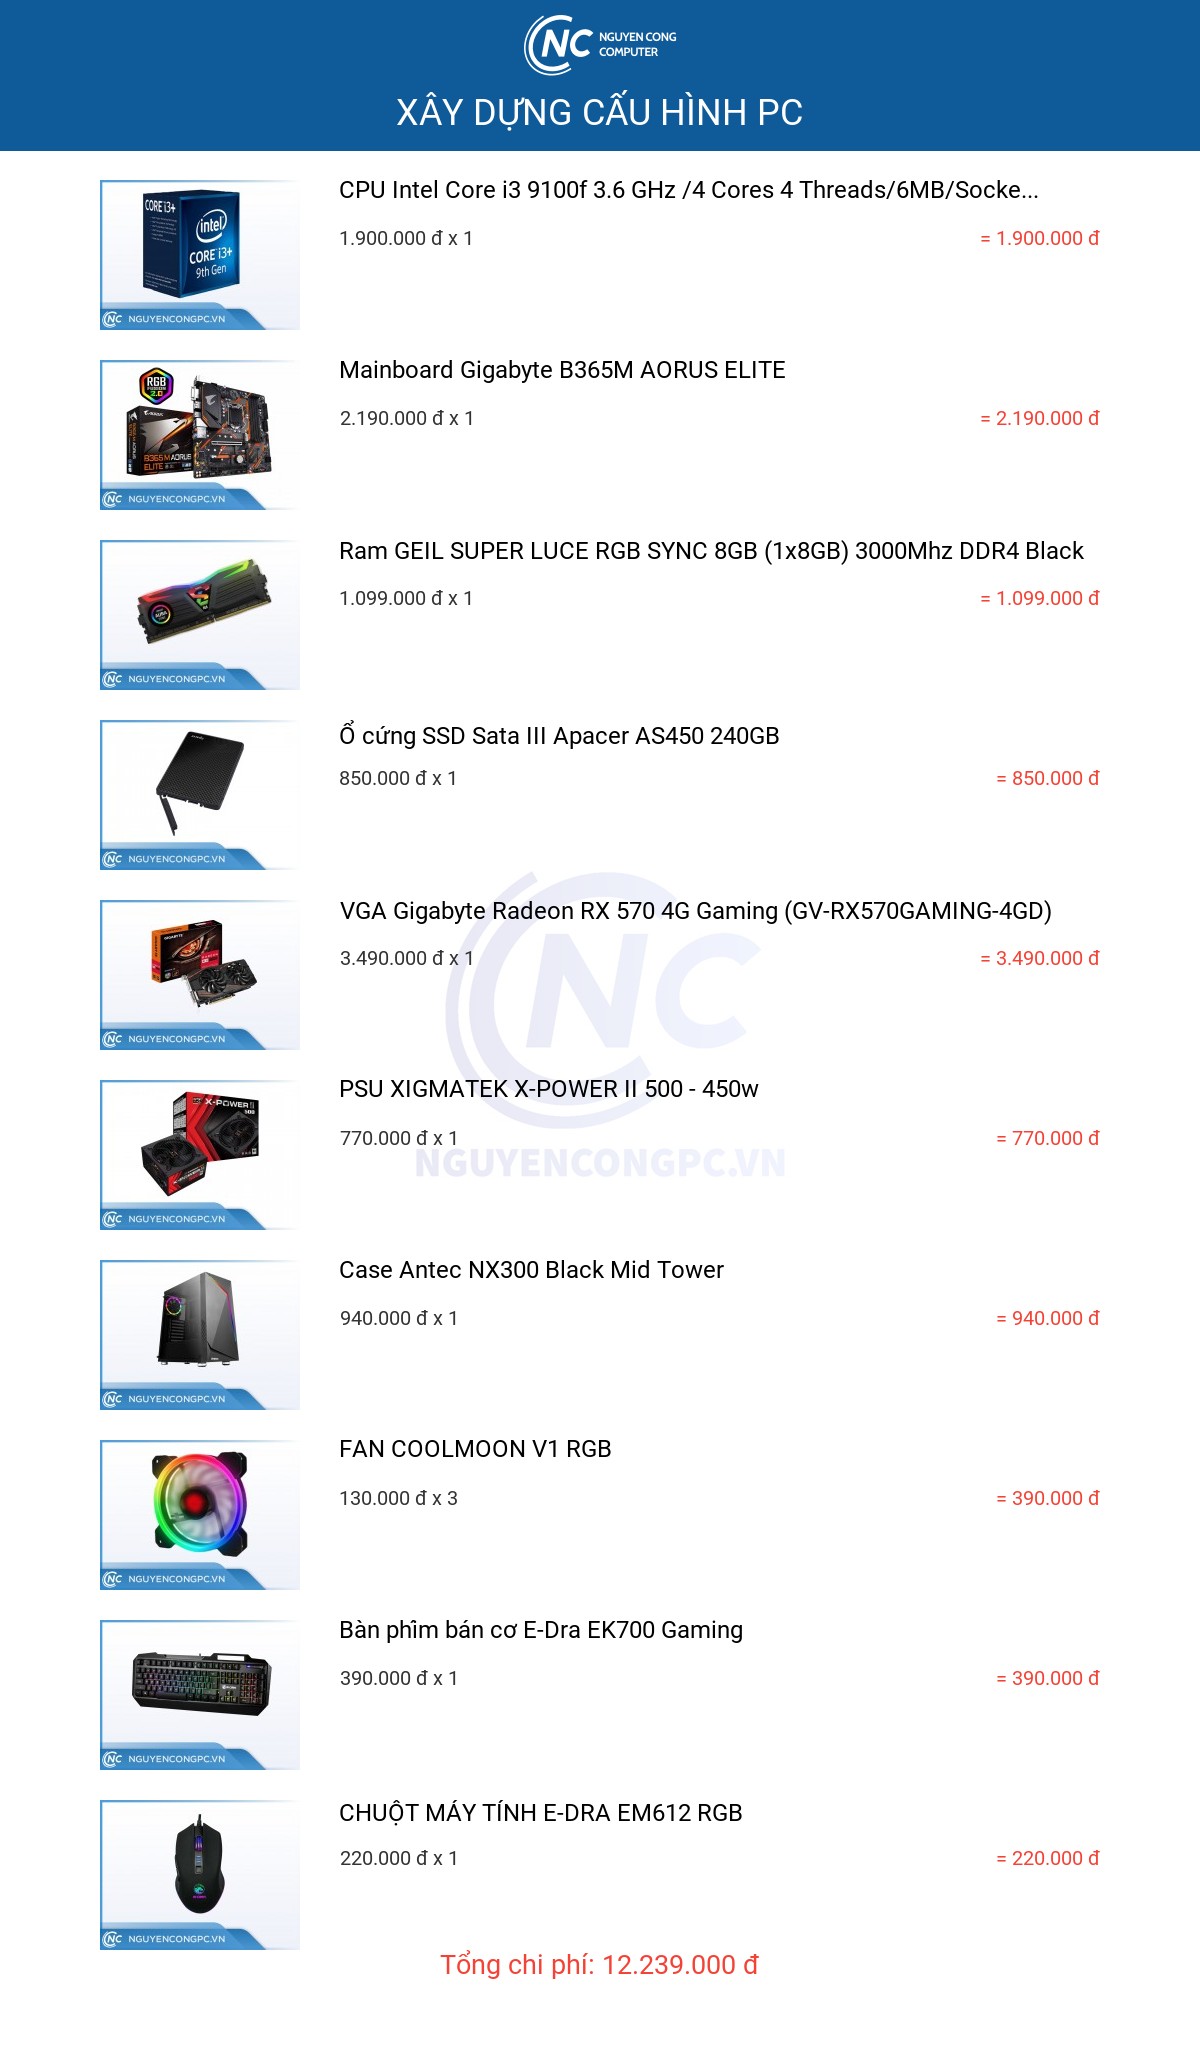 NC NGUYEN CONG
COMPUTER
XÂY DỰNG CẤU HÌNH PC
CPU Intel Core i3 9100f 3.6 GHz /4 Cores 4 Threads/6MB/Socke...
1.900.000 đ x 1
= 1.900.000 đ
CORE i3+
intel
CORE i3+
9th Gen
NC NGUYENCONGPC.VN
Mainboard Gigabyte B365M AORUS ELITE
2.190.000 đ x 1
= 2.190.000 đ
RGB
2.0
B365M AORUS
ELITE
NC NGUYENCONGPC.VN
Ram GEIL SUPER LUCE RGB SYNC 8GB (1x8GB) 3000Mhz DDR4 Black
1.099.000 đ x 1
= 1.099.000 đ
NC NGUYENCONGPC.VN
Ổ cứng SSD Sata III Apacer AS450 240GB
850.000 đ x 1
= 850.000 đ
NC NGUYENCONGPC.VN
VGA Gigabyte Radeon RX 570 4G Gaming (GV-RX570GAMING-4GD)
3.490.000 đ x 1
= 3.490.000 đ
NC NGUYENCONGPC.VN
NC
NGUYENCONGPC.VN
PSU XIGMATEK X-POWER II 500 - 450w
770.000 đ x 1
= 770.000 đ
X-POWER II
500
NC NGUYENCONGPC.VN
Case Antec NX300 Black Mid Tower
940.000 đ x 1
= 940.000 đ
NC NGUYENCONGPC.VN
FAN COOLMOON V1 RGB
130.000 đ x 3
= 390.000 đ
NC NGUYENCONGPC.VN
Bàn phím bán cơ E-Dra EK700 Gaming
390.000 đ x 1
= 390.000 đ
NC NGUYENCONGPC.VN
CHUỘT MÁY TÍNH E-DRA EM612 RGB
220.000 đ x 1
= 220.000 đ
NC NGUYENCONGPC.VN
Tổng chi phí: 12.239.000 đ